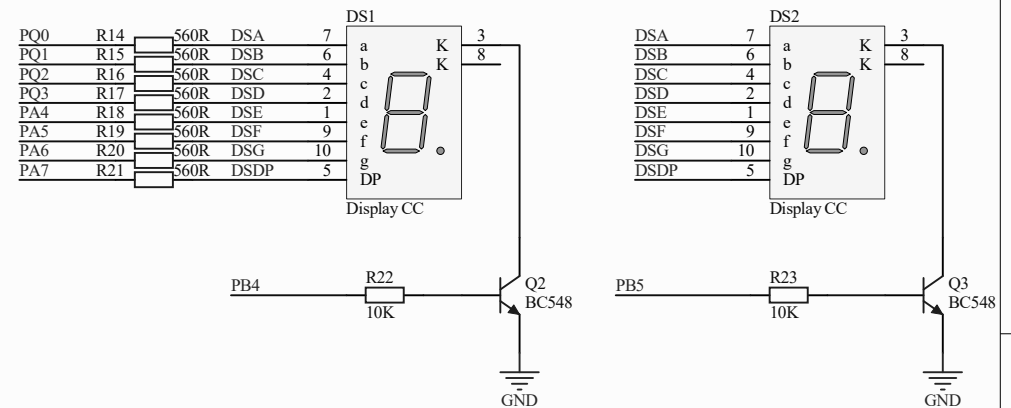 DS1
PQ0 R14 560R DSA 7 a K 3
PQ1 R15 560R DSB 6 b K 8
PQ2 R16 560R DSC 4 c
PQ3 R17 560R DSD 2 d
PA4 R18 560R DSE 1 e
PA5 R19 560R DSF 9 f
PA6 R20 560R DSG 10 g
PA7 R21 560R DSDP 5 DP
Display CC
PB4 R22 10K
Q2
BC548
GND
DS2
DSA 7 a K 3
DSB 6 b K 8
DSC 4 c
DSD 2 d
DSE 1 e
DSF 9 f
DSG 10 g
DSDP 5 DP
Display CC
PB5 R23 10K
Q3
BC548
GND